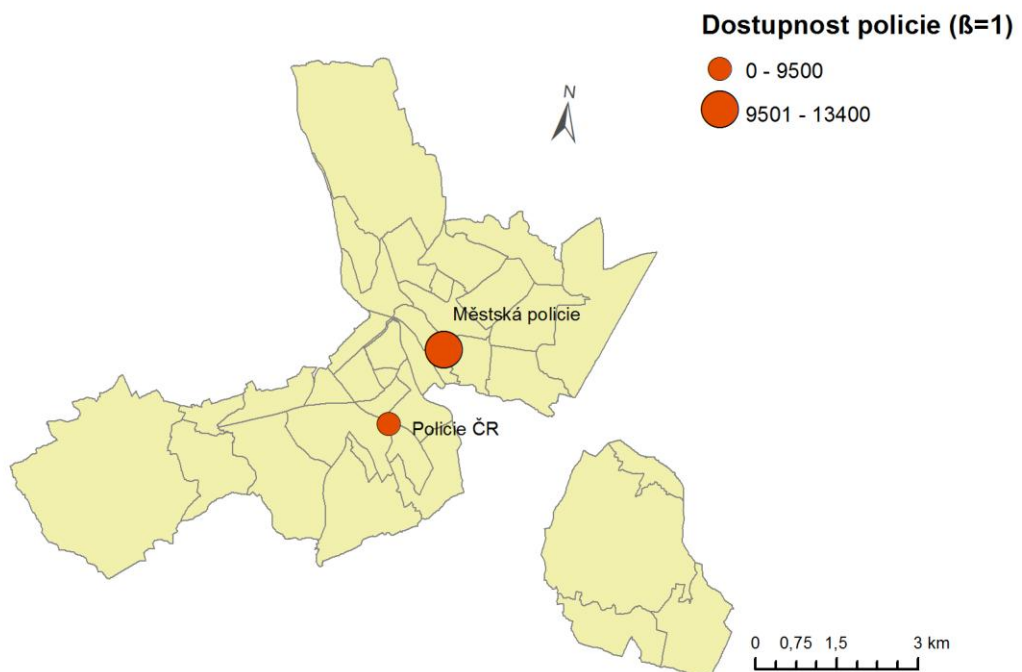 Dostupnost policie (ß=1)
0 - 9500
9501 - 13400
N
Městská policie
Policie ČR
0 0,75 1,5 3 km